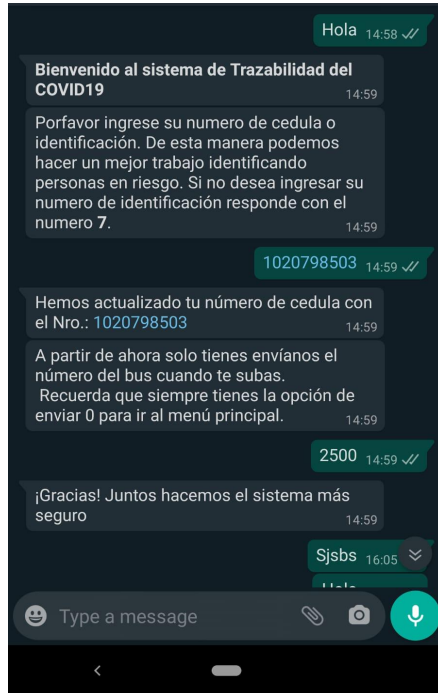 Hola 14:58
Bienvenido al sistema de Trazabilidad del
COVID19 14:59
Porfavor ingrese su numero de cedula o
identificación. De esta manera podemos
hacer un mejor trabajo identificando
personas en riesgo. Si no desea ingresar su
numero de identificación responde con el
numero 7. 14:59
1020798503 14:59
Hemos actualizado tu número de cedula con
el Nro.: 1020798503 14:59
A partir de ahora solo tienes envíanos el
número del bus cuando te subas.
Recuerda que siempre tienes la opción de
enviar 0 para ir al menú principal. 14:59
2500 14:59
¡Gracias! Juntos hacemos el sistema más
seguro 14:59
Sjsbs 16:05
Type a message